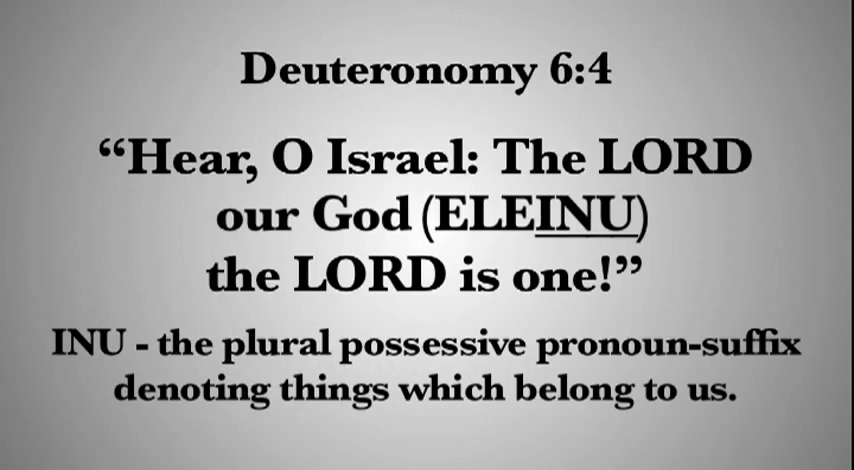 Deuteronomy 6:4
“Hear, O Israel: The LORD
our God (ELEINU)
the LORD is one!”
INU - the plural possessive pronoun-suffix
denoting things which belong to us.